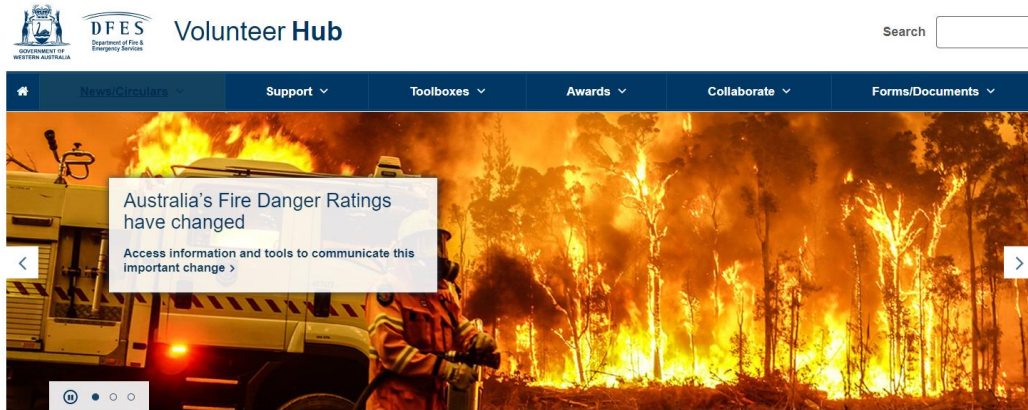 GOVERNMENT OF
WESTERN AUSTRALIA
DFES
Department of Fire &
Emergency Services
Volunteer Hub
Search
News/Circulars
Support
Toolboxes
Awards
Collaborate
Forms/Documents
Australia's Fire Danger Ratings
have changed
Access information and tools to communicate this
important change >